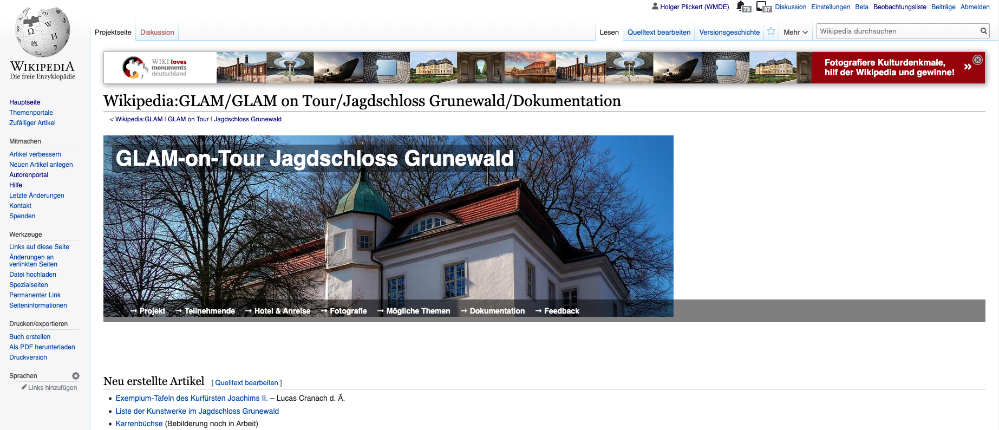 Holger Plickert (WMDE) 73 37 Diskussion Einstellungen Beta Beobachtungsliste Beiträge Abmelden
Projektseite Diskussion Lesen Quelltext bearbeiten Versionsgeschichte Mehr Wikipedia durchsuchen
WIKIPEDIA
Die freie Enzyklopädie
Hauptseite
Themenportale
Zufälliger Artikel
Mitmachen
Artikel verbessern
Neuen Artikel anlegen
Autorenportal
Hilfe
Letzte Änderungen
Kontakt
Spenden
Werkzeuge
Links auf diese Seite
Änderungen an
verlinkten Seiten
Datei hochladen
Spezialseiten
Permanenter Link
Seiteninformationen
Drucken/exportieren
Buch erstellen
Als PDF herunterladen
Druckversion
Sprachen
Links hinzufügen
WIKI loves
monuments
deutschland
Fotografiere Kulturdenkmale,
hilf der Wikipedia und gewinne! »
Wikipedia:GLAM/GLAM on Tour/Jagdschloss Grunewald/Dokumentation
< Wikipedia:GLAM | GLAM on Tour | Jagdschloss Grunewald
GLAM-on-Tour Jagdschloss Grunewald
→ Projekt → Teilnehmende → Hotel & Anreise → Fotografie → Mögliche Themen → Dokumentation → Feedback
Neu erstellte Artikel [ Quelltext bearbeiten ]
• Exemplum-Tafeln des Kurfürsten Joachims II. – Lucas Cranach d. Ä.
• Liste der Kunstwerke im Jagdschloss Grunewald
• Karrenbüchse (Bebilderung noch in Arbeit)